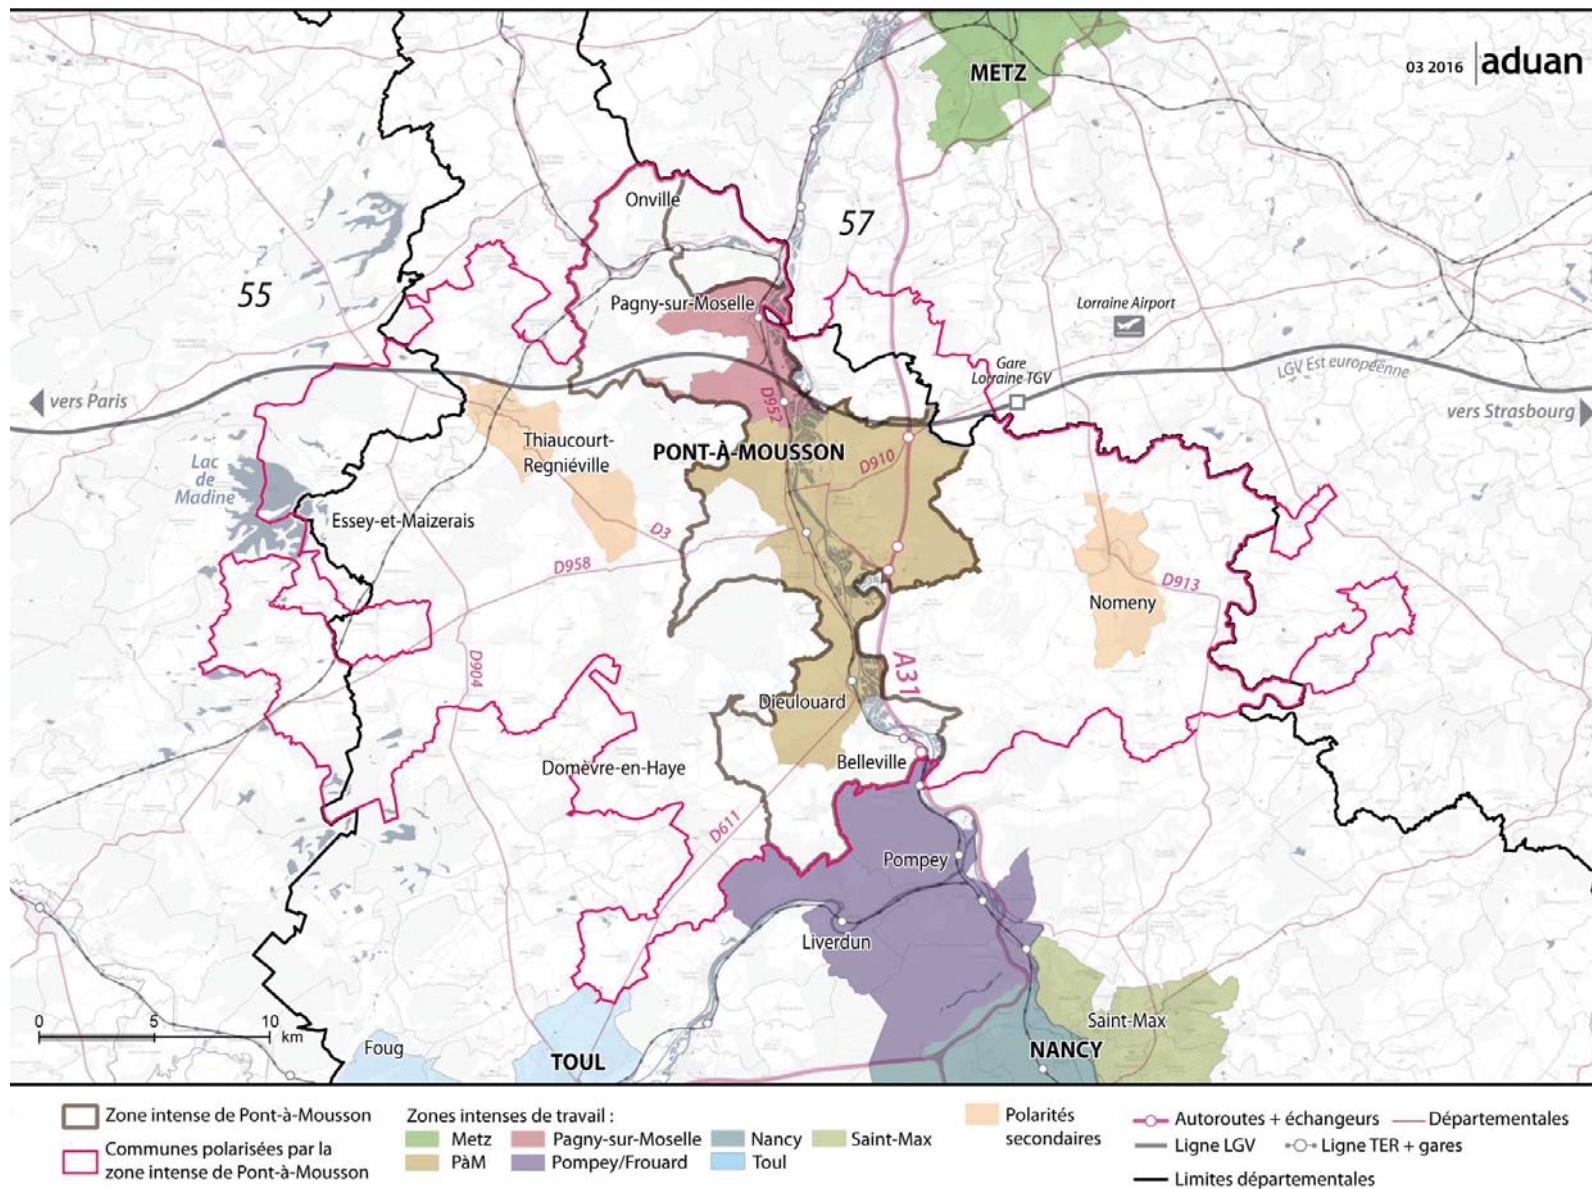 METZ
03 2016 aduan
Onville
57
55
Pagny-sur-Moselle
Lorraine Airport
Gare
Lorraine TGV
LGV Est européenne
vers Paris
vers Strasbourg
D952
Thiaucourt-
Regniéville
PONT-À-MOUSSON
D910
Lac
de
Madine
Essey-et-Maizerais
D3
D958
D913
Nomeny
D904
A31
Dieulouard
Domèvre-en-Haye
Belleville
D611
Pompey
Liverdun
0 5 10
km
Foug
TOUL
Saint-Max
NANCY
Zone intense de Pont-à-Mousson
Communes polarisées par la
zone intense de Pont-à-Mousson
Zones intenses de travail :
Metz Pagny-sur-Moselle Nancy Saint-Max
PàM Pompey/Frouard Toul
Polarités
secondaires
Autoroutes + échangeurs Départementales
Ligne LGV Ligne TER + gares
Limites départementales